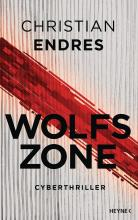 CHRISTIAN
ENDRES
WOLFS
ZONE
CYBERTHRILLER
HEYNE<